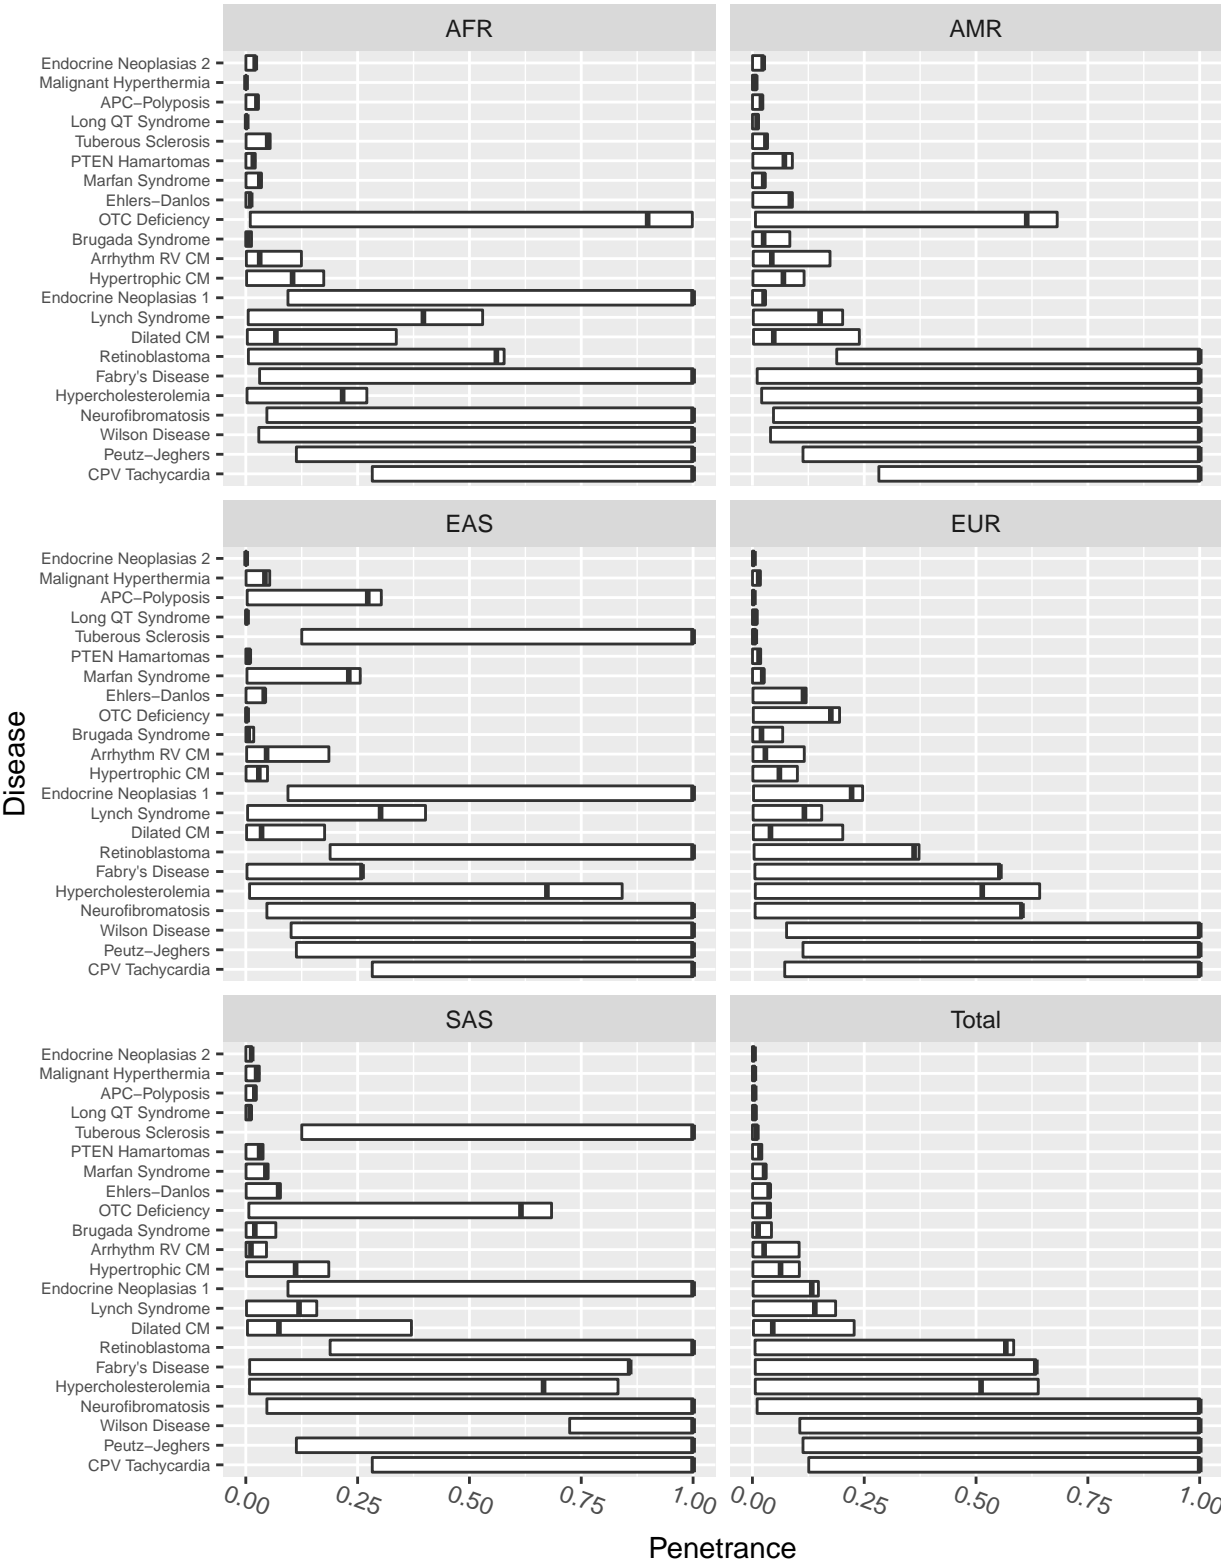 AFR
AMR
Endocrine Neoplasias 2
Malignant Hyperthermia
APC−Polyposis
Long QT Syndrome
Tuberous Sclerosis
PTEN Hamartomas
Marfan Syndrome
Ehlers−Danlos
OTC Deficiency
Brugada Syndrome
Arrhythm RV CM
Hypertrophic CM
Endocrine Neoplasias 1
Lynch Syndrome
Dilated CM
Retinoblastoma
Fabry's Disease
Hypercholesterolemia
Neurofibromatosis
Wilson Disease
Peutz−Jeghers
CPV Tachycardia
EAS
EUR
Endocrine Neoplasias 2
Malignant Hyperthermia
APC−Polyposis
Long QT Syndrome
Tuberous Sclerosis
PTEN Hamartomas
Marfan Syndrome
Ehlers−Danlos
OTC Deficiency
Brugada Syndrome
Arrhythm RV CM
Hypertrophic CM
Endocrine Neoplasias 1
Lynch Syndrome
Dilated CM
Retinoblastoma
Fabry's Disease
Hypercholesterolemia
Neurofibromatosis
Wilson Disease
Peutz−Jeghers
CPV Tachycardia
Disease
SAS
Total
Endocrine Neoplasias 2
Malignant Hyperthermia
APC−Polyposis
Long QT Syndrome
Tuberous Sclerosis
PTEN Hamartomas
Marfan Syndrome
Ehlers−Danlos
OTC Deficiency
Brugada Syndrome
Arrhythm RV CM
Hypertrophic CM
Endocrine Neoplasias 1
Lynch Syndrome
Dilated CM
Retinoblastoma
Fabry's Disease
Hypercholesterolemia
Neurofibromatosis
Wilson Disease
Peutz−Jeghers
CPV Tachycardia
0.00 0.25 0.50 0.75 1.00 0.00 0.25 0.50 0.75 1.00
Penetrance